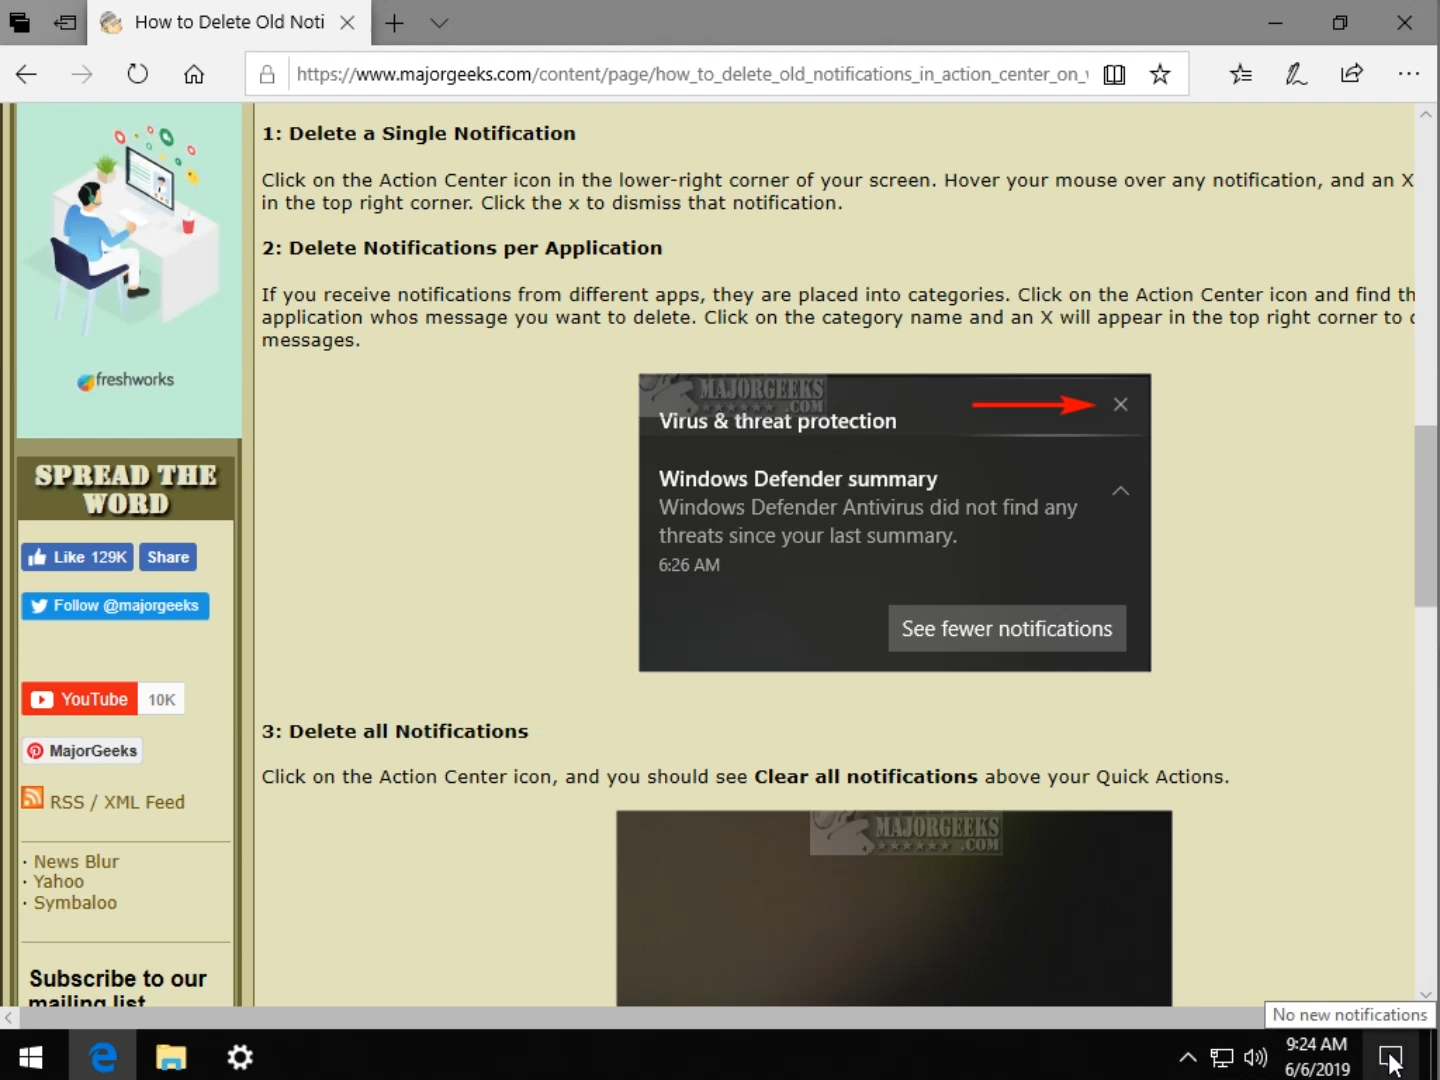 How to Delete Old Noti
https://www.majorgeeks.com/content/page/how_to_delete_old_notifications_in_action_center_on_
1: Delete a Single Notification
Click on the Action Center icon in the lower-right corner of your screen. Hover your mouse over any notification, and an X
in the top right corner. Click the x to dismiss that notification.
2: Delete Notifications per Application
If you receive notifications from different apps, they are placed into categories. Click on the Action Center icon and find th
application whos message you want to delete. Click on the category name and an X will appear in the top right corner to
messages.
freshworks
MAJORGEEKS
.COM
Virus & threat protection
Windows Defender summary
Windows Defender Antivirus did not find any
threats since your last summary.
6:26 AM
See fewer notifications
SPREAD THE
WORD
Like 129K Share
Follow @majorgeeks
YouTube 10K
MajorGeeks
RSS / XML Feed
· News Blur
· Yahoo
· Symbaloo
Subscribe to our
mailing list
3: Delete all Notifications
Click on the Action Center icon, and you should see Clear all notifications above your Quick Actions.
MAJORGEEKS
.COM
No new notifications
9:24 AM
6/6/2019